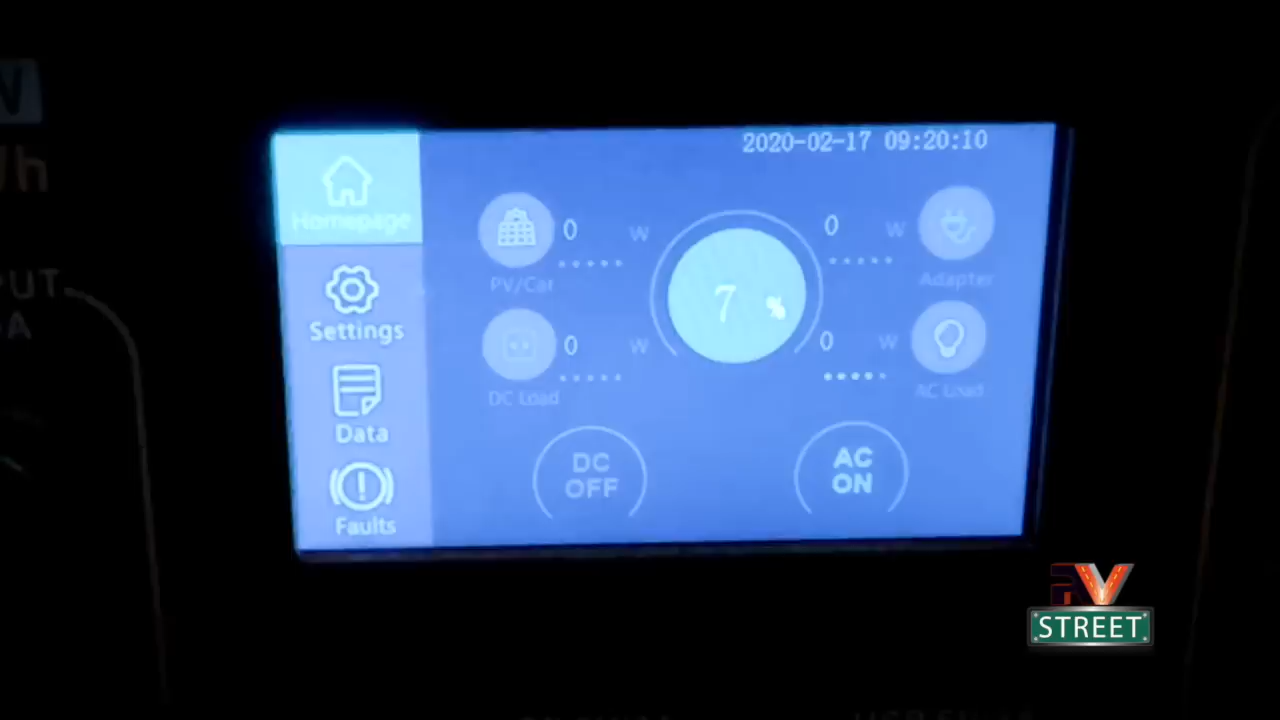 2020-02-17 09:20:10
Homepage
Settings
Data
Faults
0 W
PV/Car
0 W
Adapter
7 %
0 W
DC Load
0 W
AC Load
DC
OFF
AC
ON
RV
STREET